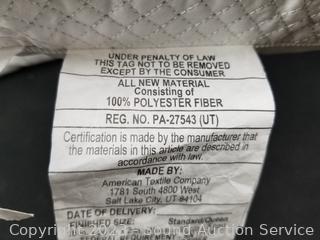 UNDER PENALTY OF LAW
THIS TAG NOT TO BE REMOVED
EXCEPT BY THE CONSUMER
ALL NEW MATERIAL
Consisting of
100% POLYESTER FIBER
REG. NO. PA-27543 (UT)
Certification is made by the manufacturer that
the materials in this article are described in
accordance with law.
MADE BY:
American Textile Company
1781 South 4800 West
Salt Lake City, UT 84104
DATE OF DELIVERY:
FINISHED SIZE: Standard/Queen
Copyright 2023 - Sound Auction Service